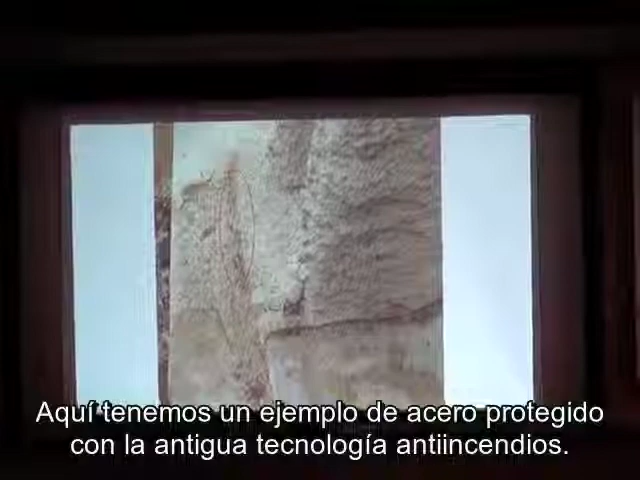 Aquí tenemos un ejemplo de acero protegido
con la antigua tecnología antiincendios.